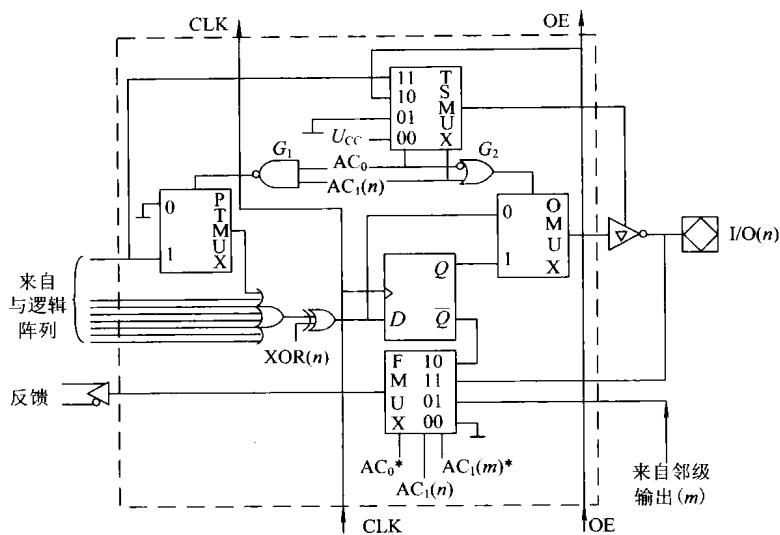 CLK
OE
11
10
01
00
T
S
M
U
X
U_CC
G₁
AC₀
G₂
AC₁(n)
0
1
P
T
M
U
X
0
1
O
M
U
X
I/O(n)
来自
与逻辑
阵列
Q
D
Q̅
XOR(n)
F
M
U
X
10
11
01
00
反馈
AC₀*
AC₁(n)
AC₁(m)*
来自邻级
输出(m)
CLK
OE